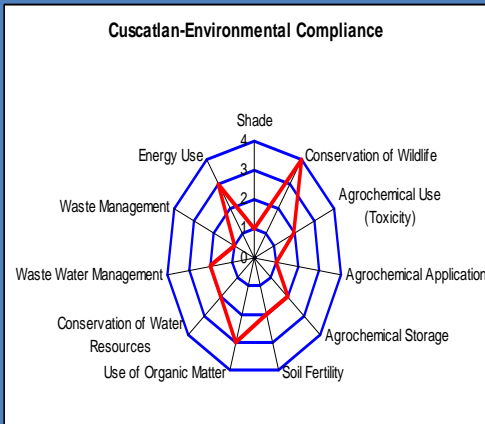 Cuscatlan-Environmental Compliance
Shade
4
3
2
1
0
Conservation of Wildlife
Agrochemical Use
(Toxicity)
Agrochemical Application
Agrochemical Storage
Soil Fertility
Use of Organic Matter
Conservation of Water
Resources
Waste Water Management
Waste Management
Energy Use